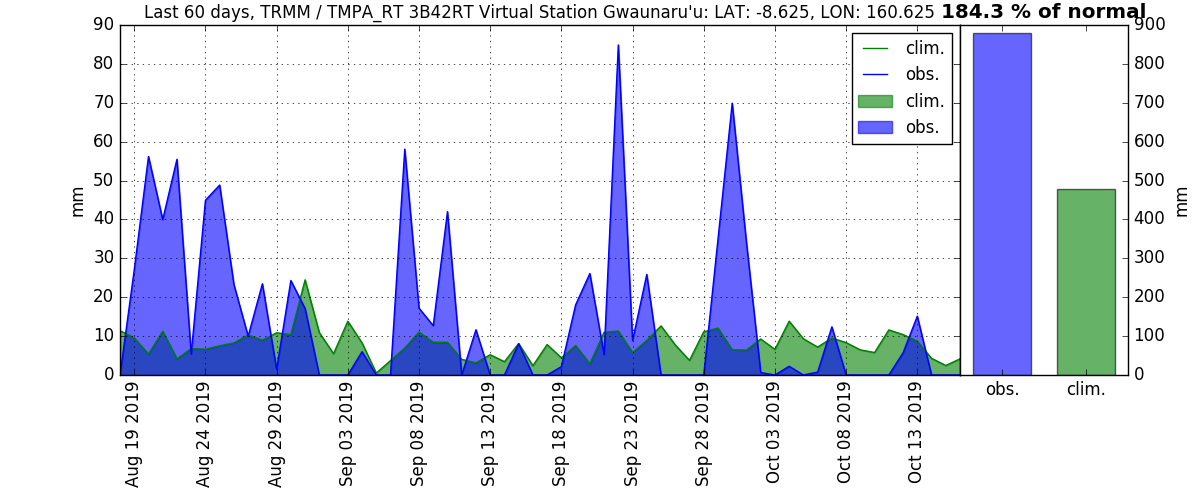 Last 60 days, TRMM / TMPA_RT 3B42RT Virtual Station Gwaunaru'u: LAT: -8.625, LON: 160.625 184.3 % of normal
90
80
70
60
50
40
30
20
10
0
mm
clim.
obs.
clim.
obs.
900
800
700
600
500
400
300
200
100
0
mm
Aug 19 2019
Aug 24 2019
Aug 29 2019
Sep 03 2019
Sep 08 2019
Sep 13 2019
Sep 18 2019
Sep 23 2019
Sep 28 2019
Oct 03 2019
Oct 08 2019
Oct 13 2019
obs.
clim.